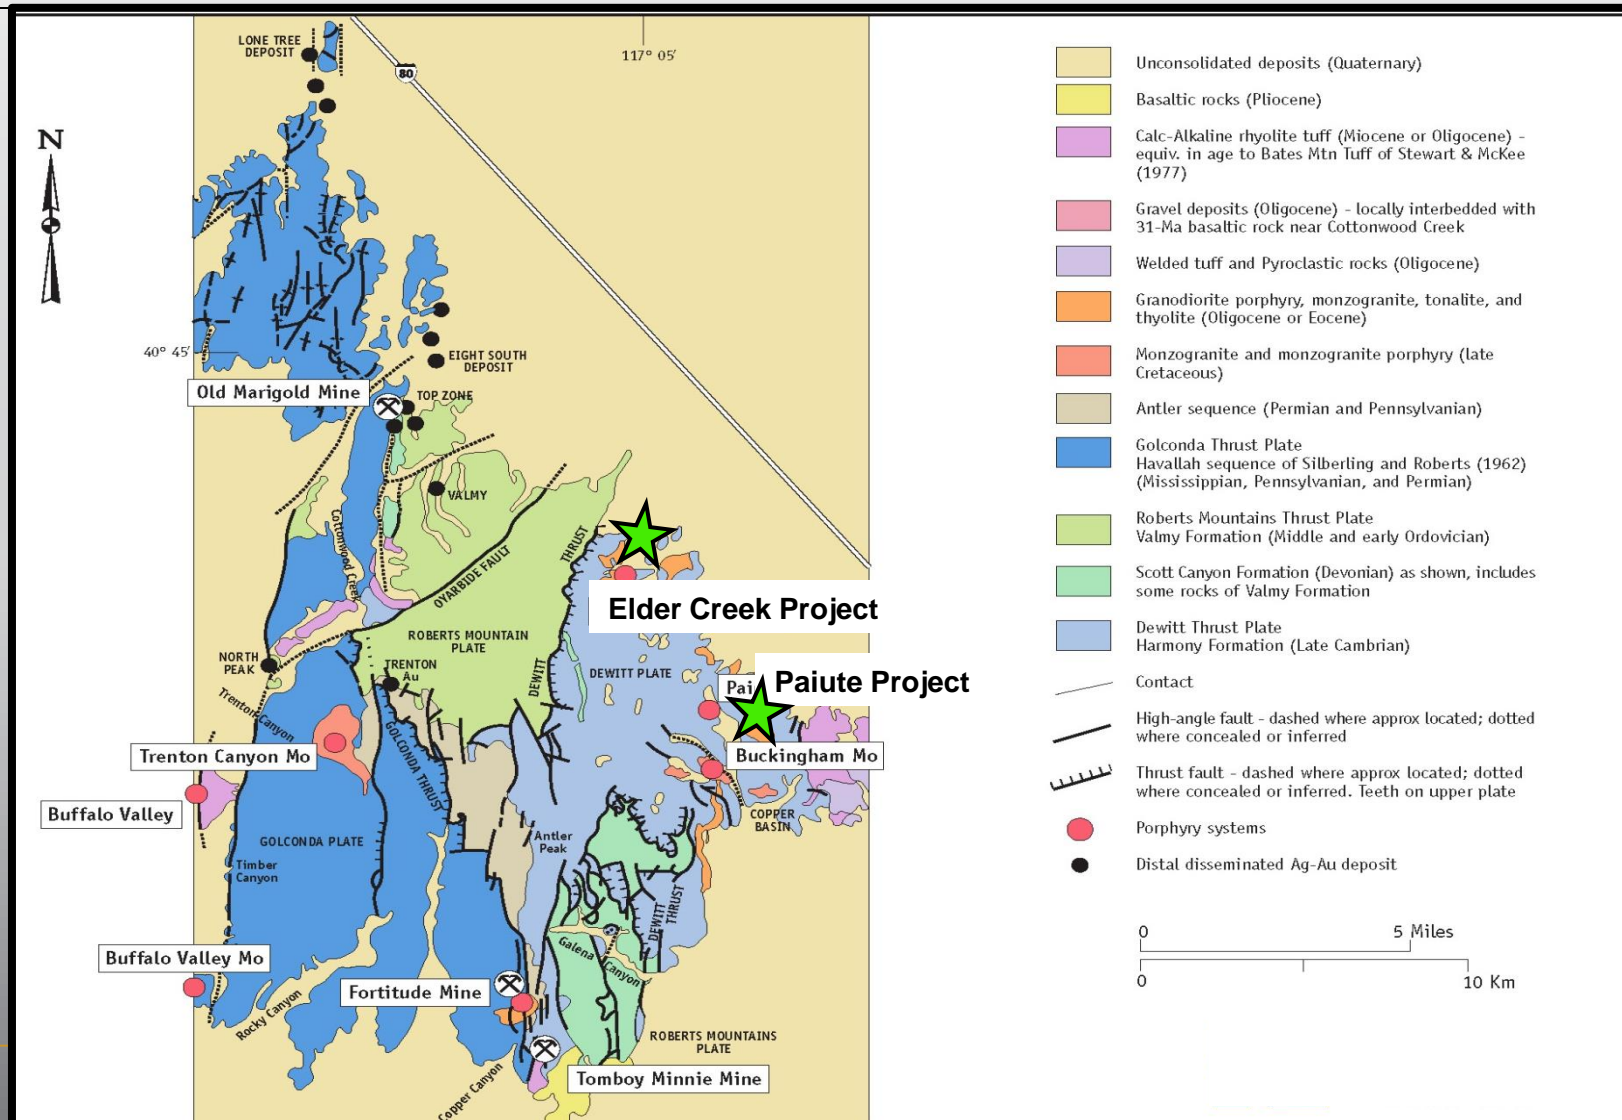 LONE TREE
DEPOSIT
80
117° 05′
N
40° 45′
EIGHT SOUTH
DEPOSIT
Old Marigold Mine
TOP ZONE
VALMY
Cottonwood Creek
OYARBIDE FAULT
THRUST
DEWITT
Elder Creek Project
ROBERTS MOUNTAIN
PLATE
NORTH
PEAK
TRENTON
Au
DEWITT PLATE
Pai
Paiute Project
Trenton Canyon
GOLCONDA THRUST
Trenton Canyon Mo
Buckingham Mo
Buffalo Valley
COPPER
BASIN
GOLCONDA PLATE
Antler
Peak
Timber
Canyon
DEWITT
THRUST
Galena Canyon
Buffalo Valley Mo
Fortitude Mine
Rocky Canyon
ROBERTS MOUNTAINS
PLATE
Tomboy Minnie Mine
Copper Canyon
Unconsolidated deposits (Quaternary)
Basaltic rocks (Pliocene)
Calc-Alkaline rhyolite tuff (Miocene or Oligocene) -
equiv. in age to Bates Mtn Tuff of Stewart & McKee
(1977)
Gravel deposits (Oligocene) - locally interbedded with
31-Ma basaltic rock near Cottonwood Creek
Welded tuff and Pyroclastic rocks (Oligocene)
Granodiorite porphyry, monzogranite, tonalite, and
thyolite (Oligocene or Eocene)
Monzogranite and monzogranite porphyry (late
Cretaceous)
Antler sequence (Permian and Pennsylvanian)
Golconda Thrust Plate
Havallah sequence of Silberling and Roberts (1962)
(Mississippian, Pennsylvanian, and Permian)
Roberts Mountains Thrust Plate
Valmy Formation (Middle and early Ordovician)
Scott Canyon Formation (Devonian) as shown, includes
some rocks of Valmy Formation
Dewitt Thrust Plate
Harmony Formation (Late Cambrian)
Contact
High-angle fault - dashed where approx located; dotted
where concealed or inferred
Thrust fault - dashed where approx located; dotted
where concealed or inferred. Teeth on upper plate
Porphyry systems
Distal disseminated Ag-Au deposit
0 5 Miles
0 10 Km